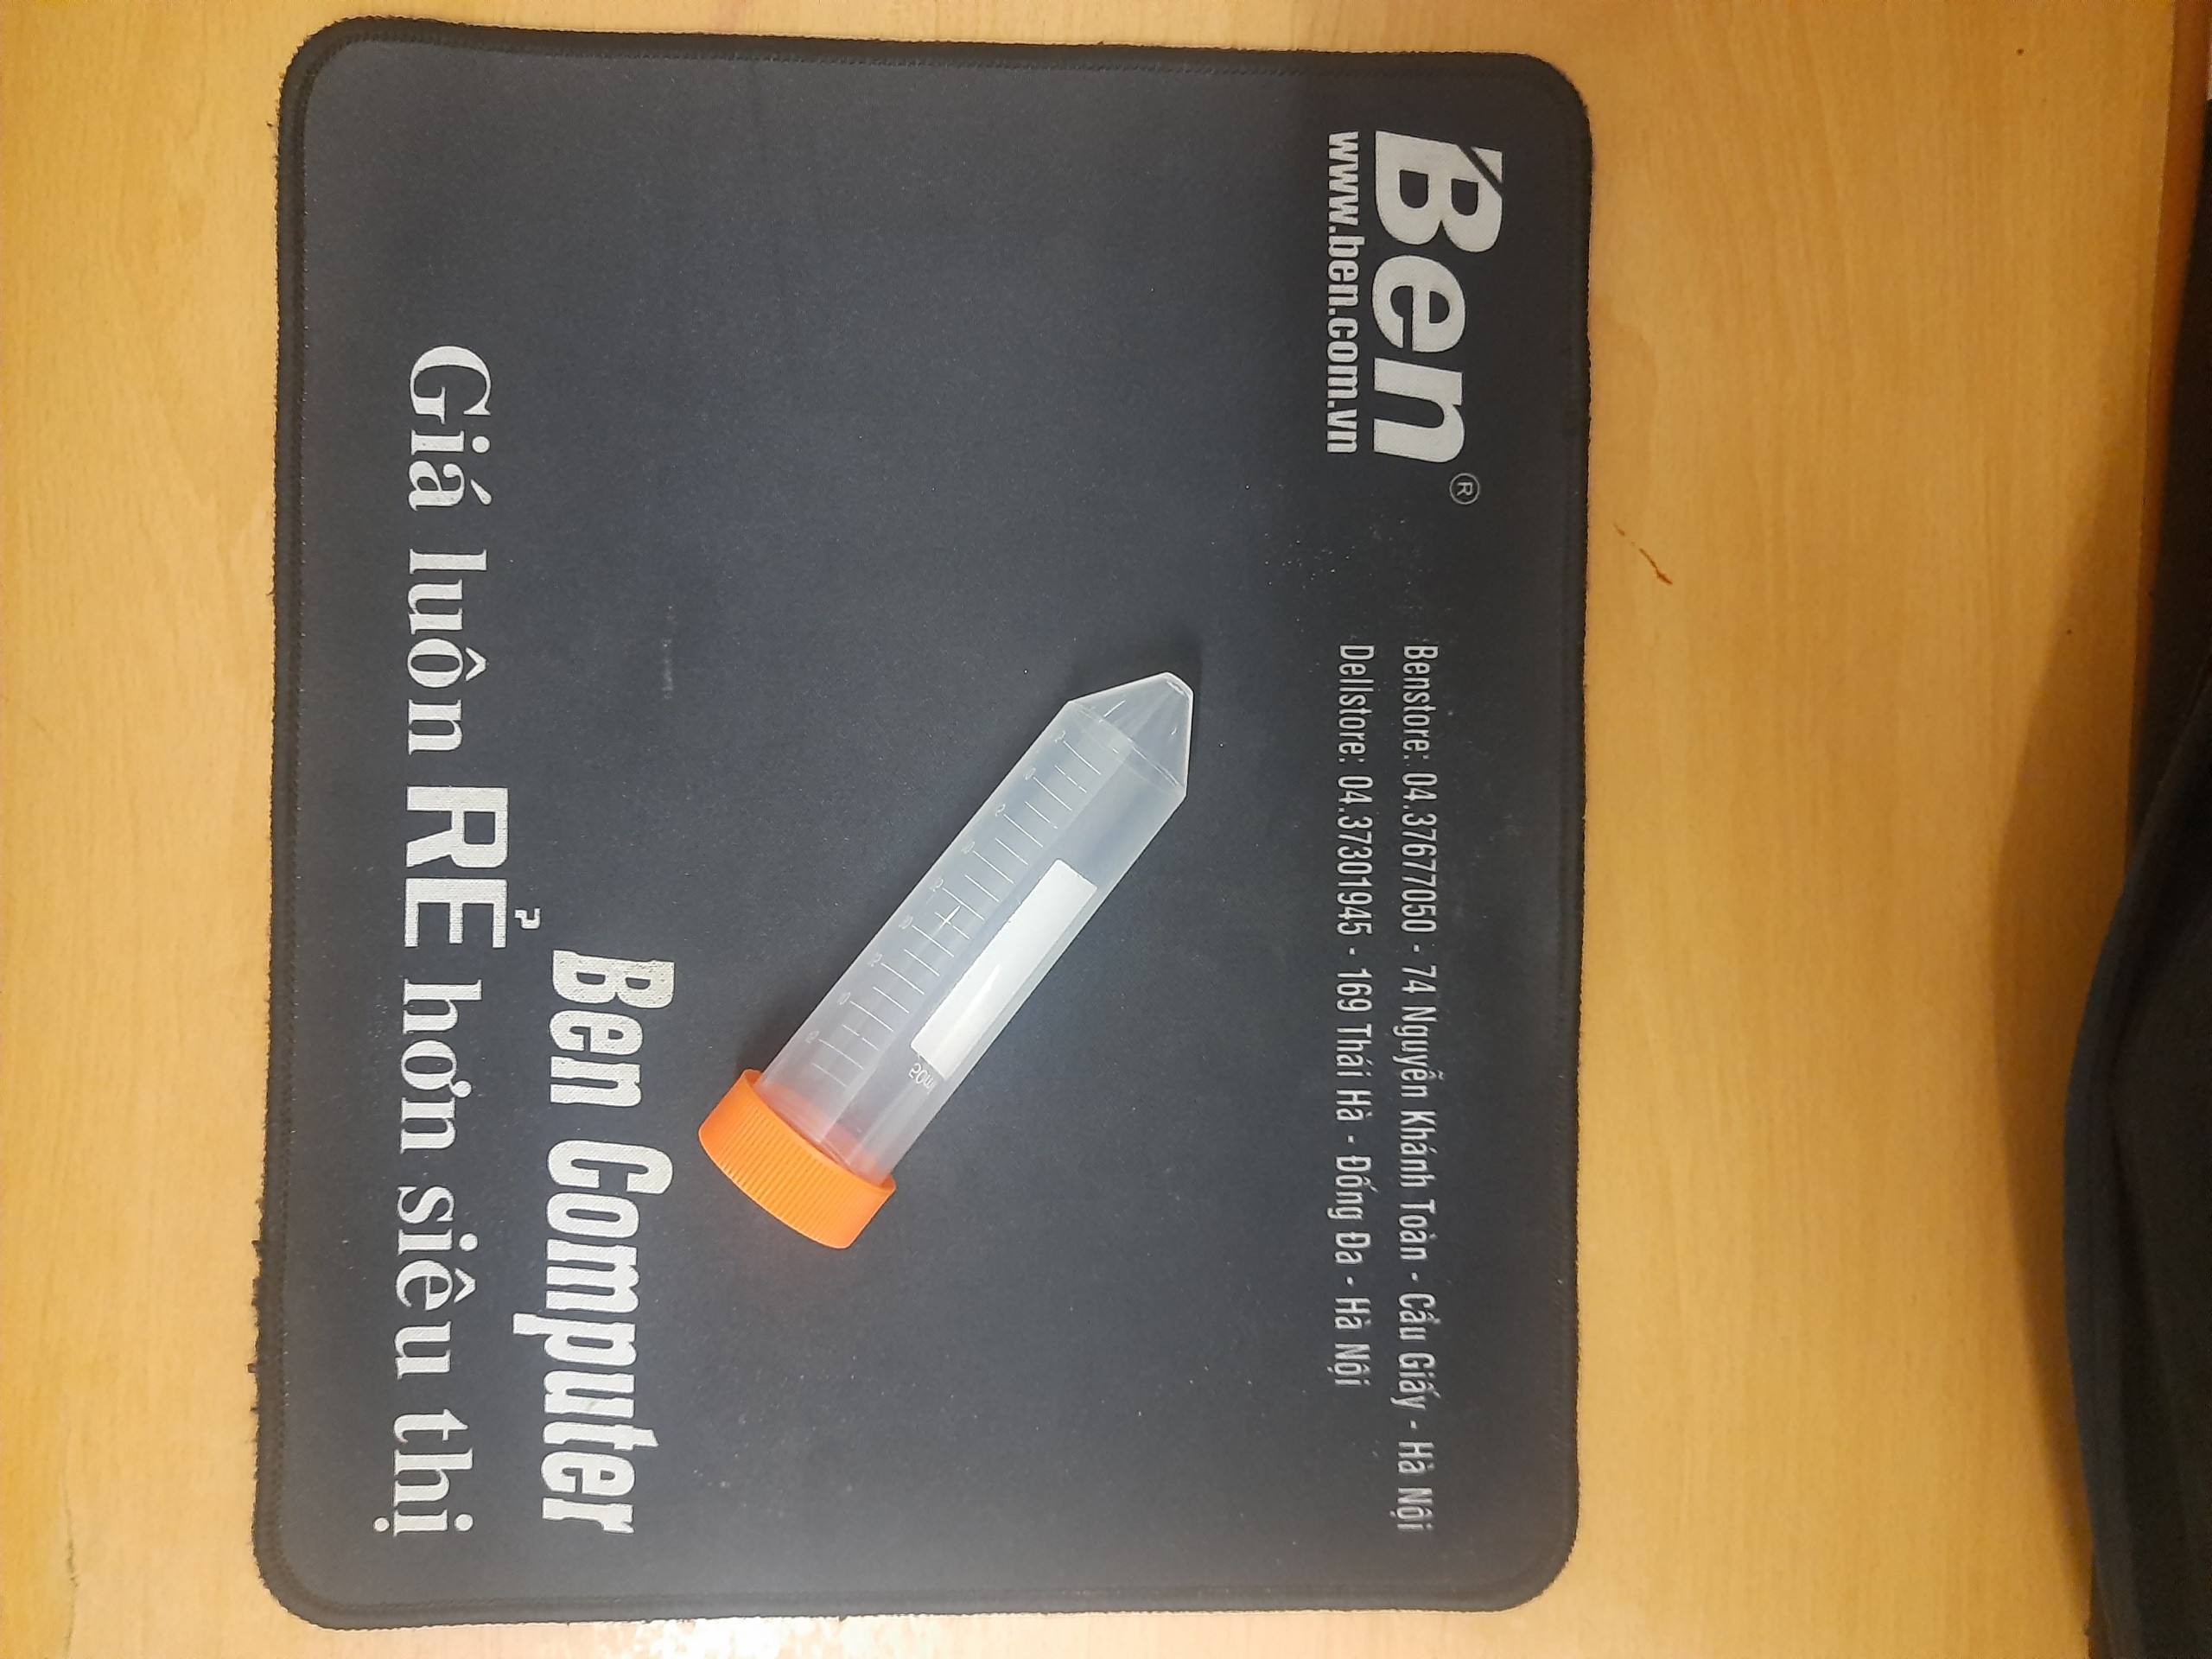 Ben®
www.ben.com.vn
Benstore: 04.37677050 - 74 Nguyễn Khánh Toàn - Cầu Giấy - Hà Nội
Dellstore: 04.37301945 - 169 Thái Hà - Đống Đa - Hà Nội
50m
Ben Computer
Giá luôn RẺ hơn siêu thị